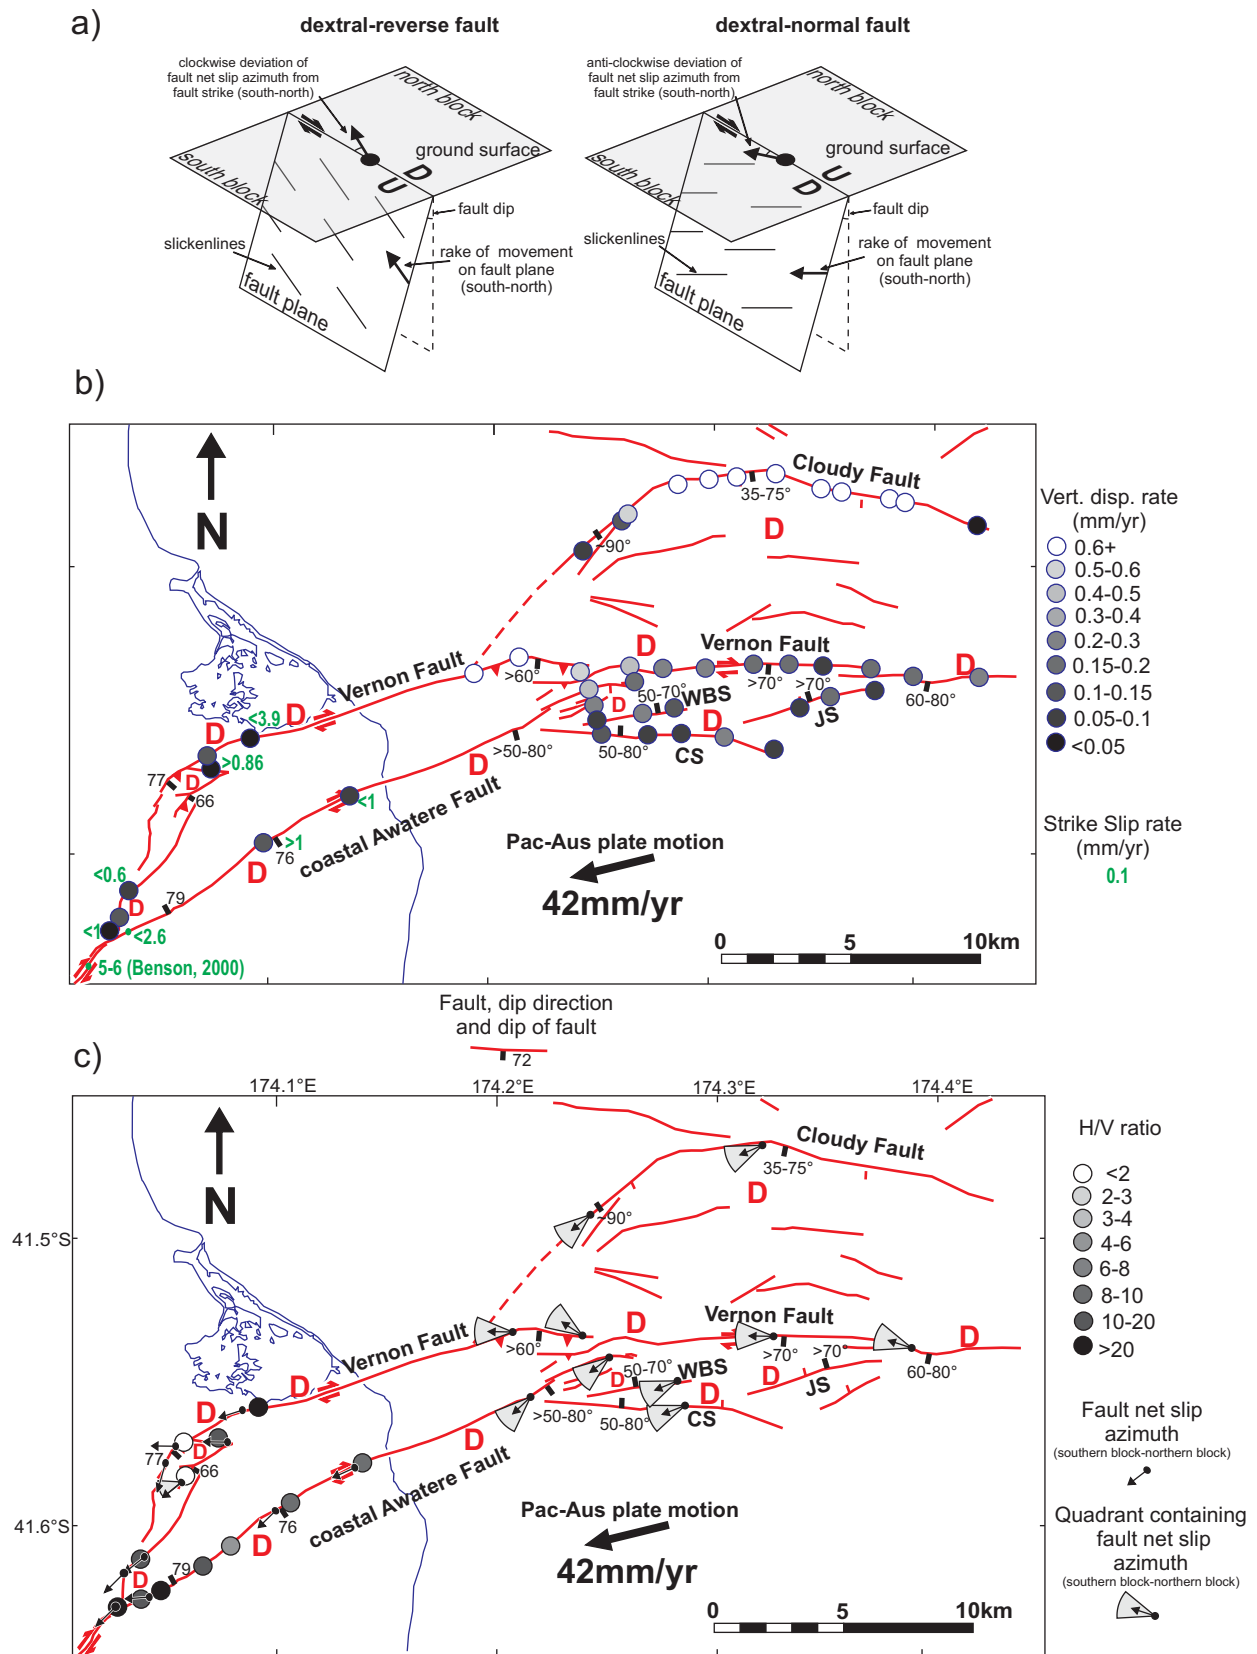 a)
dextral-reverse fault
dextral-normal fault
clockwise deviation of
fault net slip azimuth from
fault strike (south-north)
north block
south block
ground surface
D
U
fault dip
slickenlines
rake of movement
on fault plane
(south-north)
fault plane
anti-clockwise deviation of
fault net slip azimuth from
fault strike (south-north)
north block
south block
ground surface
U
D
fault dip
slickenlines
rake of movement
on fault plane
(south-north)
fault plane
b)
N
Cloudy Fault
35-75°
D
~90°
Vernon Fault
D
Vernon Fault
D
>60°
50-70°
WBS
>70°
>70°
60-80°
JS
D
D
CS
50-80°
>50-80°
D
D
<3.9
D
>0.86
77
D
66
<1
>1
76
coastal Awatere Fault
D
79
<0.6
D
<1
<2.6
5-6 (Benson, 2000)
Pac-Aus plate motion
42mm/yr
0 5 10km
Vert. disp. rate
(mm/yr)
0.6+
0.5-0.6
0.4-0.5
0.3-0.4
0.2-0.3
0.15-0.2
0.1-0.15
0.05-0.1
<0.05
Strike Slip rate
(mm/yr)
0.1
Fault, dip direction
and dip of fault
72
c)
174.1°E
174.2°E
174.3°E
174.4°E
41.5°S
41.6°S
N
Cloudy Fault
35-75°
D
~90°
Vernon Fault
D
Vernon Fault
D
>60°
50-70°
WBS
>70°
>70°
60-80°
D
JS
D
D
CS
50-80°
>50-80°
D
D
D
D
77
66
coastal Awatere Fault
76
D
79
D
Pac-Aus plate motion
42mm/yr
0 5 10km
H/V ratio
<2
2-3
3-4
4-6
6-8
8-10
10-20
>20
Fault net slip
azimuth
(southern block-northern block)
Quadrant containing
fault net slip
azimuth
(southern block-northern block)